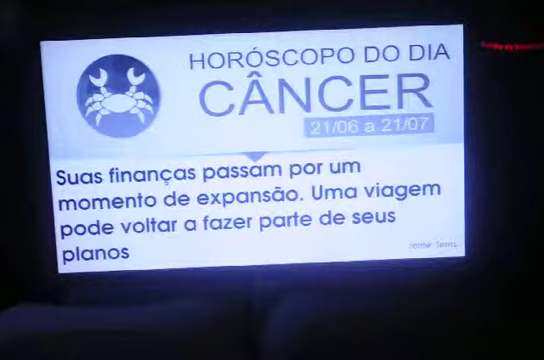 HORÓSCOPO DO DIA
CÂNCER
21/06 a 21/07
Suas finanças passam por um
momento de expansão. Uma viagem
pode voltar a fazer parte de seus
planos